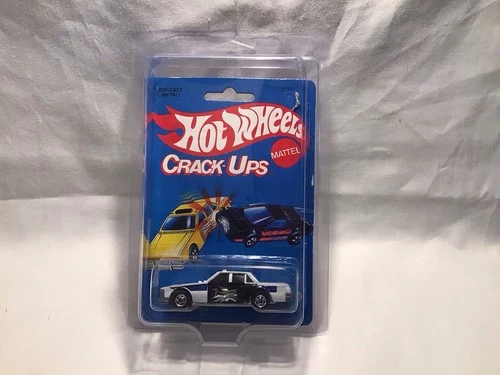 DIE-CAST
METAL!
HOT WHEELS
MATTEL
CRACK-UPS